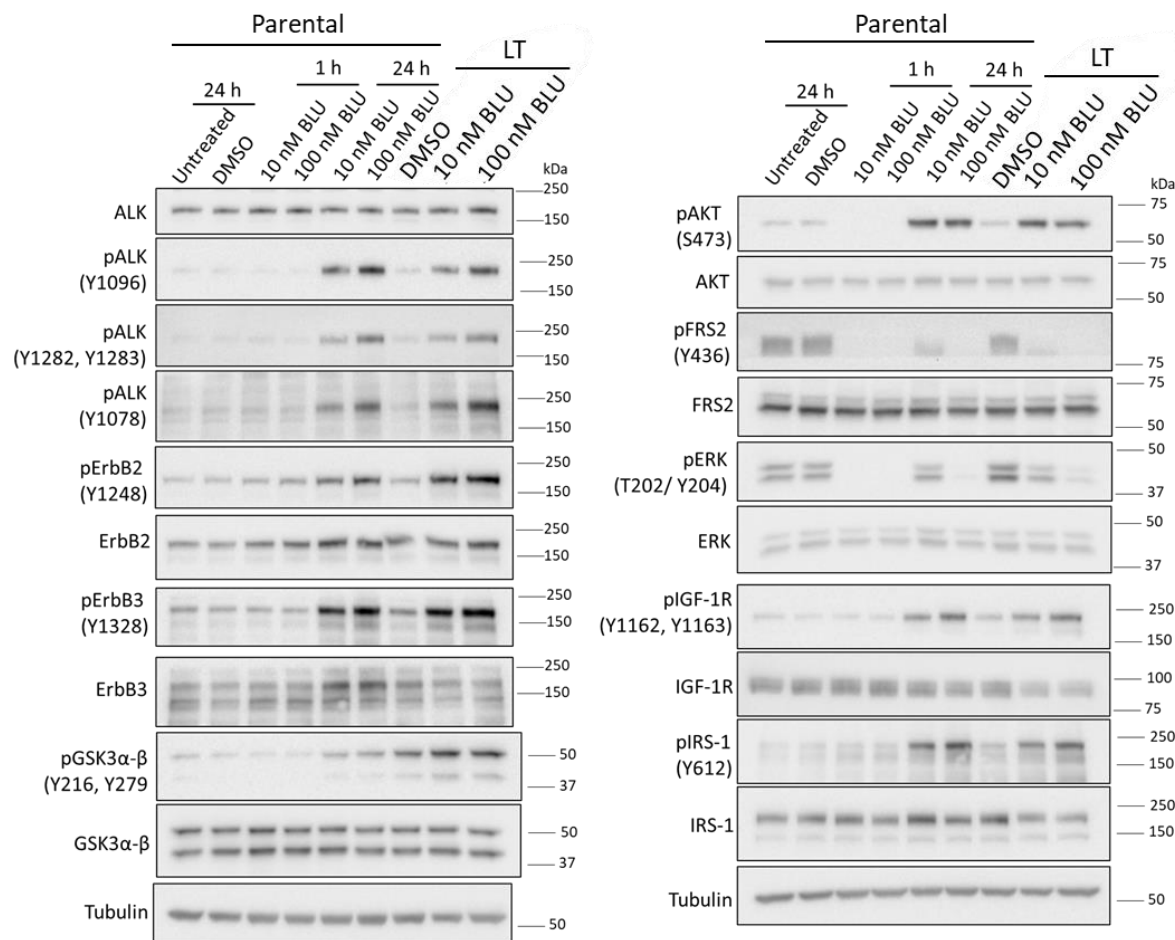 Parental
LT
1 h
24 h
24 h
Untreated
DMSO
10 nM BLU
100 nM BLU
10 nM BLU
100 nM BLU
DMSO
10 nM BLU
100 nM BLU
kDa
250
ALK
150
pALK
250
(Y1096)
150
pALK
250
(Y1282, Y1283)
150
pALK
250
(Y1078)
150
pErbB2
250
(Y1248)
150
ErbB2
250
150
pErbB3
250
(Y1328)
150
ErbB3
250
150
pGSK3α-β
50
(Y216, Y279
37
GSK3α-β
50
37
Tubulin
50
Parental
LT
1 h
24 h
24 h
Untreated
DMSO
10 nM BLU
100 nM BLU
10 nM BLU
100 nM BLU
DMSO
10 nM BLU
100 nM BLU
kDa
75
pAKT
(S473)
50
75
AKT
50
pFRS2
(Y436)
75
75
FRS2
50
pERK
50
(T202/ Y204)
37
50
ERK
37
pIGF-1R
250
(Y1162, Y1163)
150
IGF-1R
100
75
pIRS-1
250
(Y612)
150
IRS-1
250
150
Tubulin
50